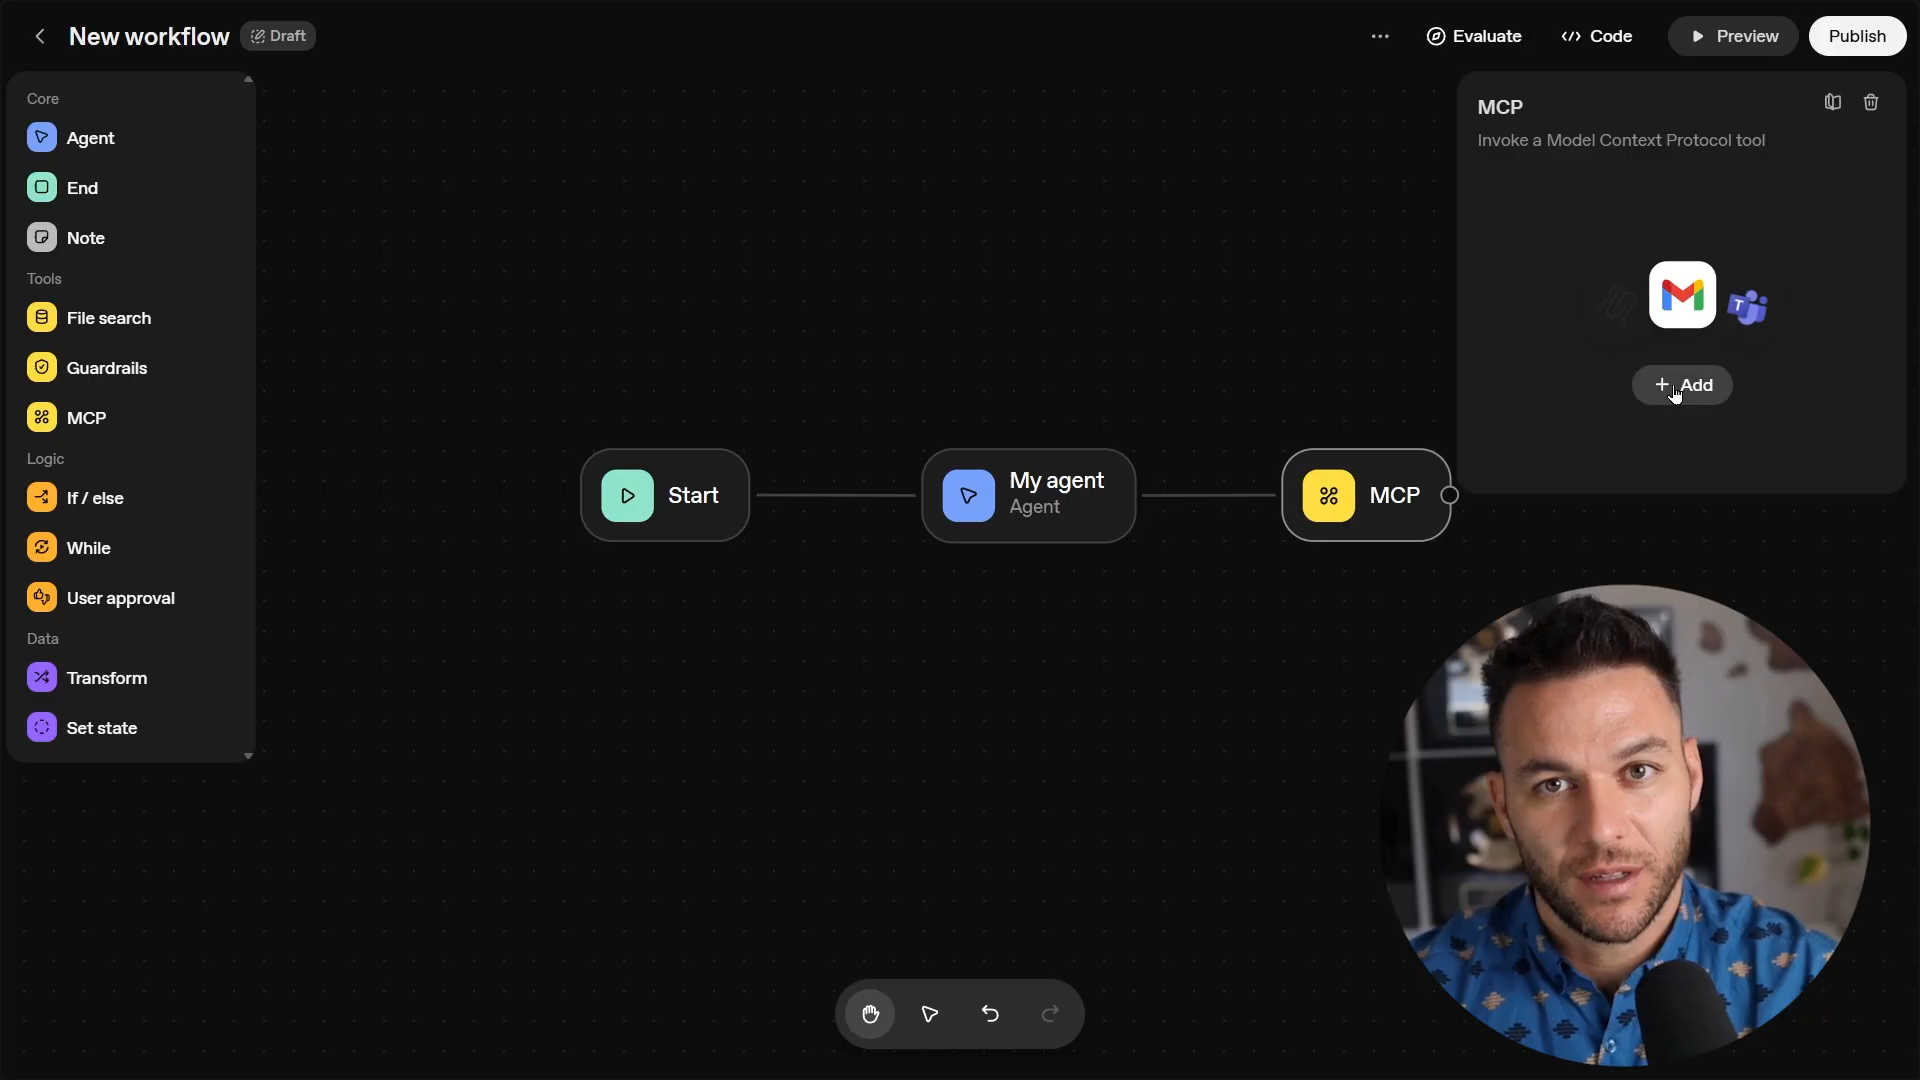 New workflow
Draft
Evaluate
Code
Preview
Publish
Core
Agent
End
Note
Tools
File search
Guardrails
MCP
Logic
If / else
While
User approval
Data
Transform
Set state
Start
My agent
Agent
MCP
MCP
Invoke a Model Context Protocol tool
T
Add